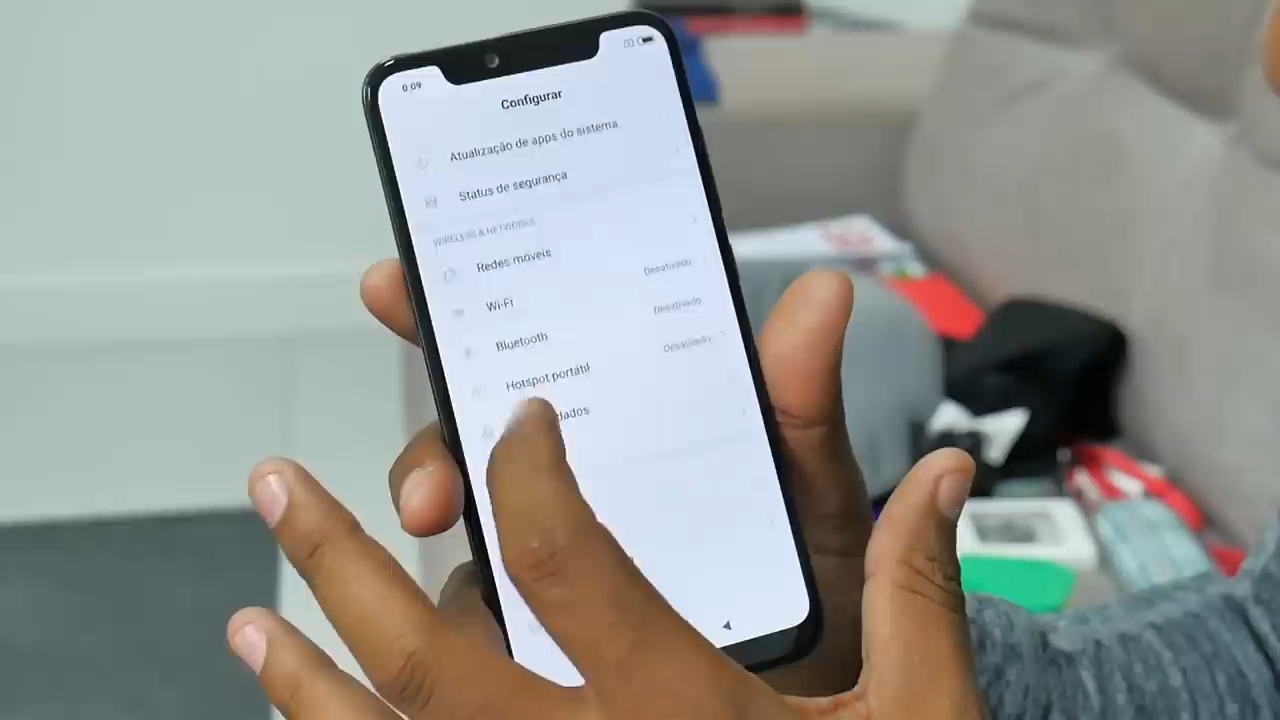 0:09
Configurar
Atualização de apps do sistema
Status de segurança
WIRELESS & NETWORKS
Redes móveis
Wi-Fi
Desativado
Bluetooth
Desativado
Hotspot portátil
Desativado
dados